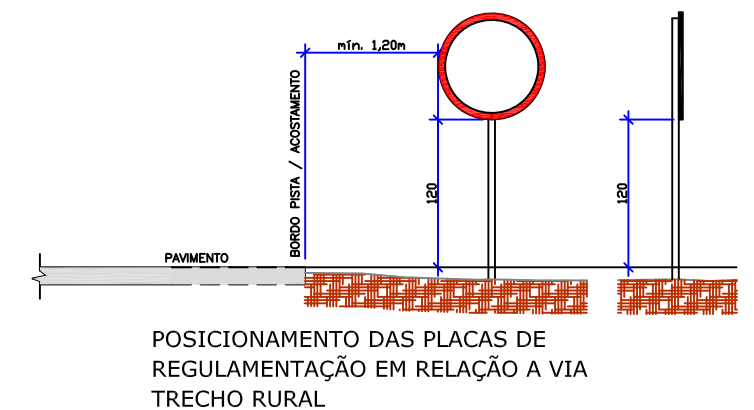 mín. 1,20m
BORDO PISTA / ACOSTAMENTO
120
120
PAVIMENTO
POSICIONAMENTO DAS PLACAS DE
REGULAMENTAÇÃO EM RELAÇÃO A VIA
TRECHO RURAL